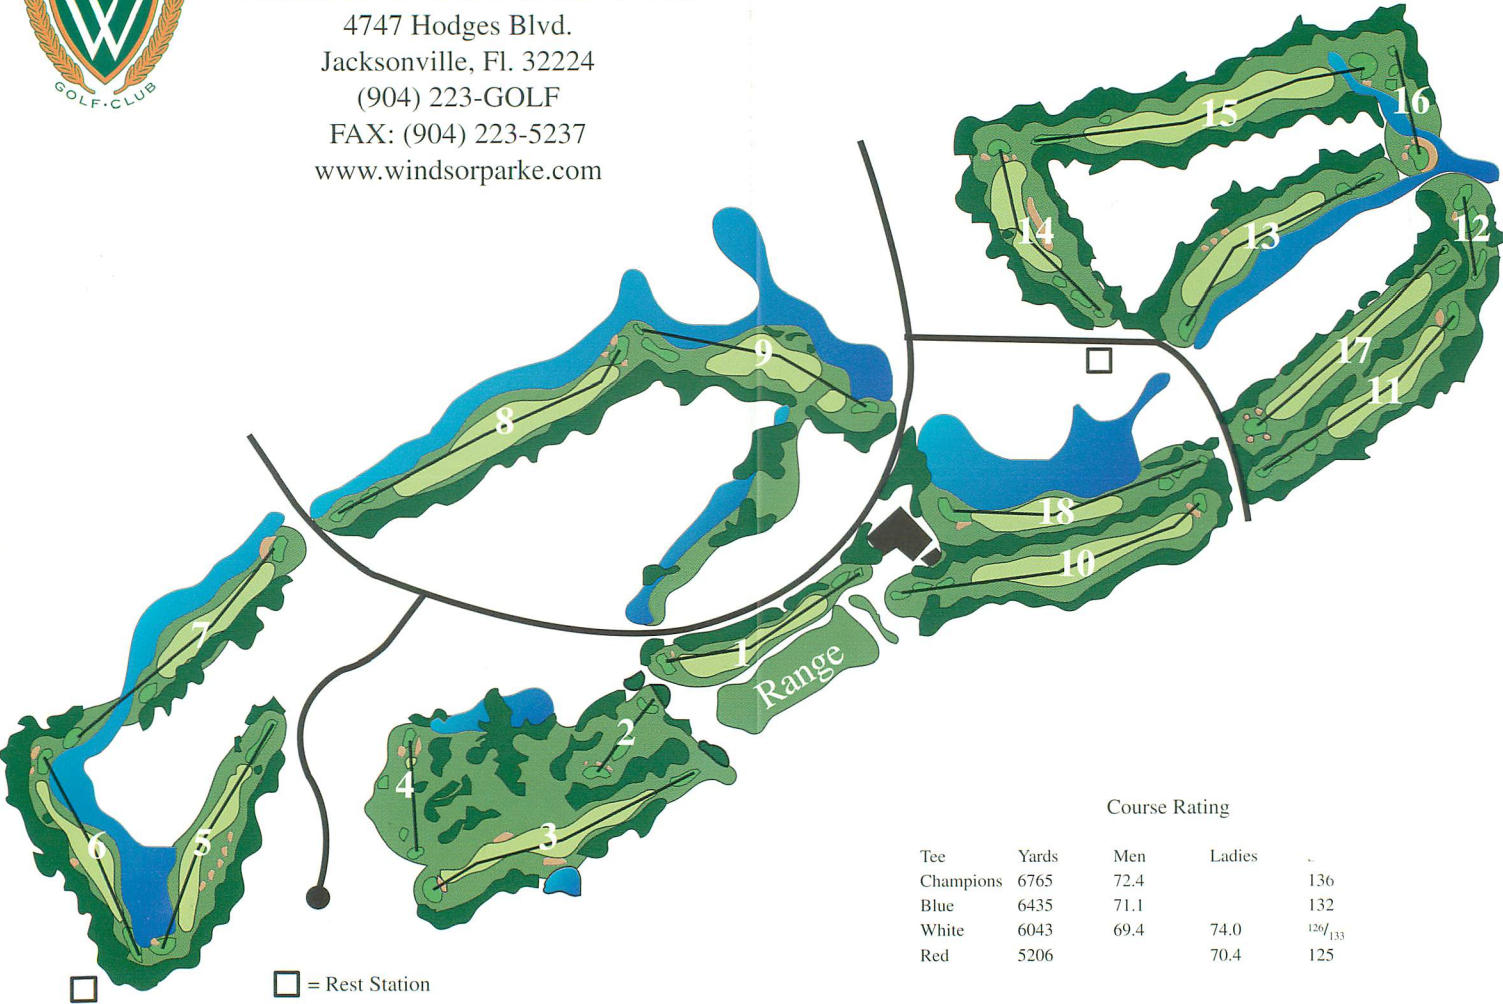 W
GOLF·CLUB
4747 Hodges Blvd.
Jacksonville, Fl. 32224
(904) 223-GOLF
FAX: (904) 223-5237
www.windsorparke.com
15
16
14
13
12
17
11
9
8
18
10
7
1
Range
2
4
3
6
5
= Rest Station
Course Rating
Tee Yards Men Ladies
Champions 6765 72.4 136
Blue 6435 71.1 132
White 6043 69.4 74.0 126/133
Red 5206 70.4 125